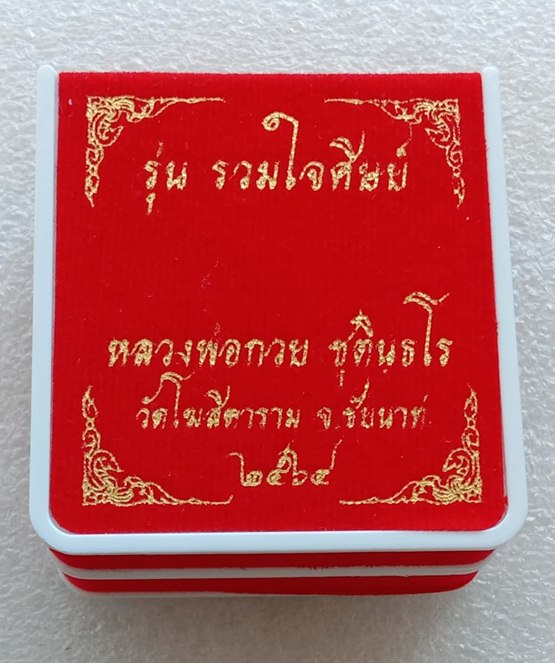 รุ่น รวมใจศิษย์
หลวงพ่อกวย ชุตินฺธโร
วัดโฆสิตาราม จ.ชัยนาท
๒๕๖๔